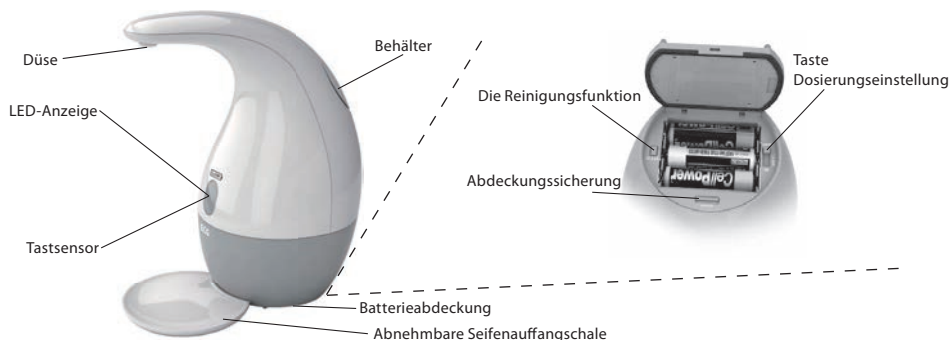 Düse
Behälter
LED-Anzeige
Tastsensor
Batterieabdeckung
Abnehmbare Seifenauffangschale
Taste
Dosierungseinstellung
Die Reinigungsfunktion
Abdeckungssicherung
CellPower